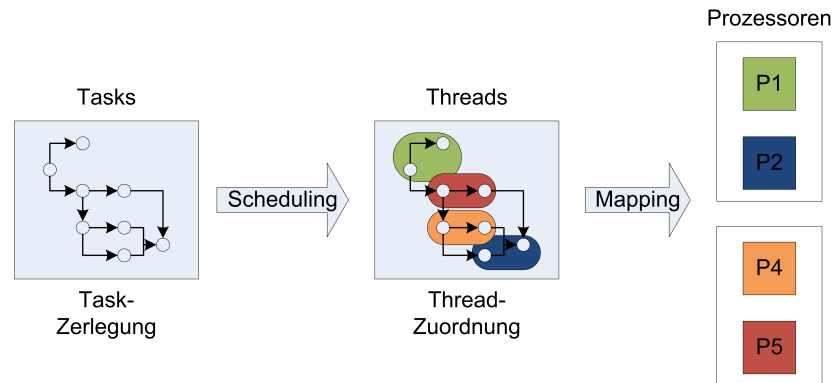 Prozessoren
Tasks
Threads
P1
P2
Scheduling
Mapping
P4
P5
Task-
Zerlegung
Thread-
Zuordnung